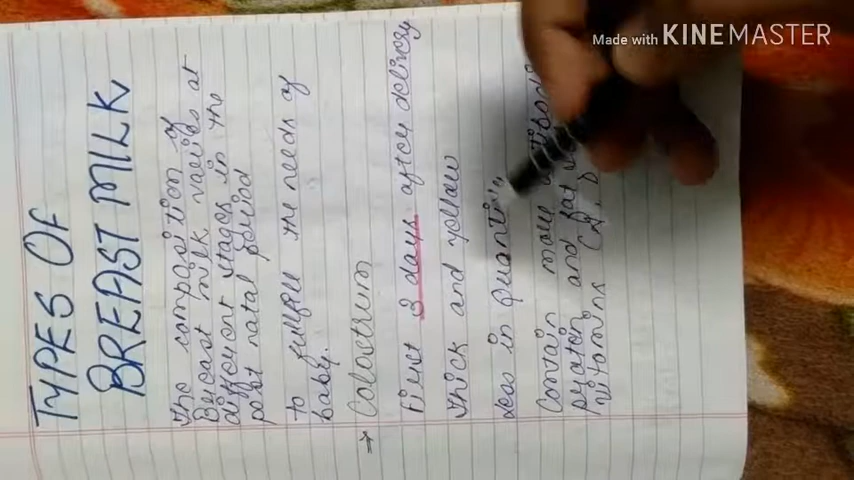 TYPES OF
BREAST MILK
The composition of
Breast milk varies at
different stages in the
post natal period
to fulfill the needs of
baby.
→ Colostrum
First 3 days after delivery
Thick and yellow
Less in
Contain more
and fat
vitamins (A, D
Made with KINEMASTER